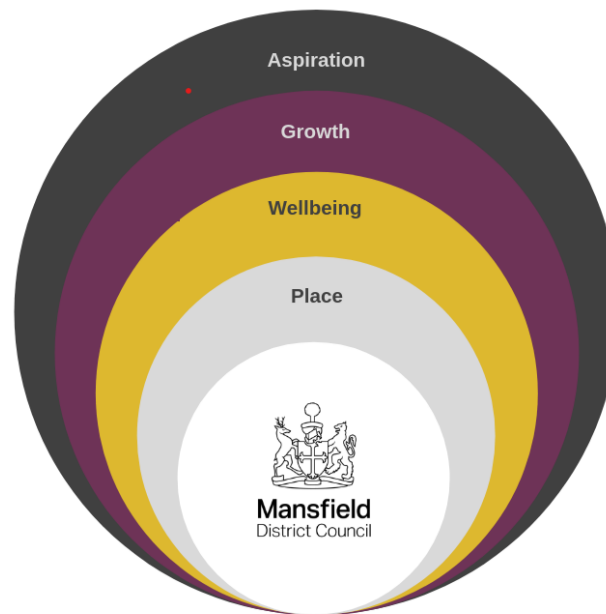 Aspiration
Growth
Wellbeing
Place
Mansfield
District Council